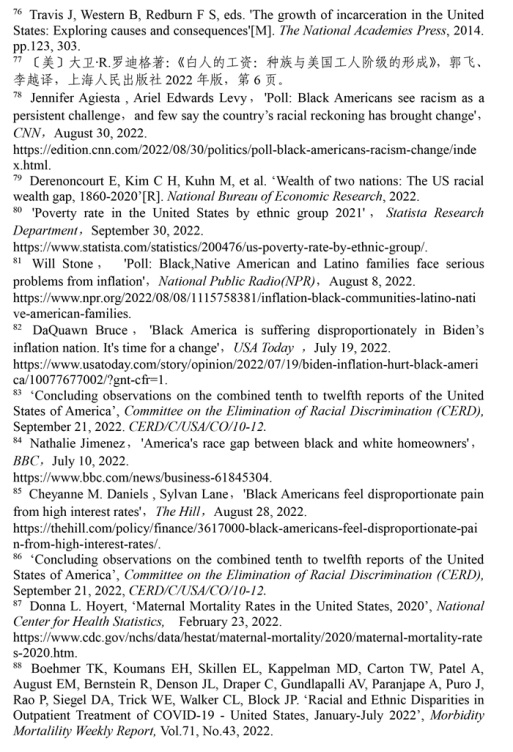 76 Travis J, Western B, Redburn F S, eds. 'The growth of incarceration in the United
States: Exploring causes and consequences'[M]. The National Academies Press, 2014.
pp.123, 303.
77 〔美〕大卫·R.罗迪格著：《白人的工资：种族与美国工人阶级的形成》，郭飞、
李越译，上海人民出版社 2022 年版，第 6 页。
78 Jennifer Agiesta , Ariel Edwards Levy，'Poll: Black Americans see racism as a
persistent challenge，and few say the country’s racial reckoning has brought change'，
CNN，August 30, 2022.
https://edition.cnn.com/2022/08/30/politics/poll-black-americans-racism-change/inde
x.html.
79 Derenoncourt E, Kim C H, Kuhn M, et al. ‘Wealth of two nations: The US racial
wealth gap, 1860-2020’[R]. National Bureau of Economic Research, 2022.
80 'Poverty rate in the United States by ethnic group 2021'，Statista Research
Department，September 30, 2022.
https://www.statista.com/statistics/200476/us-poverty-rate-by-ethnic-group/.
81 Will Stone， 'Poll: Black,Native American and Latino families face serious
problems from inflation'，National Public Radio(NPR)，August 8, 2022.
https://www.npr.org/2022/08/08/1115758381/inflation-black-communities-latino-nati
ve-american-families.
82 DaQuawn Bruce，'Black America is suffering disproportionately in Biden’s
inflation nation. It's time for a change'，USA Today ，July 19, 2022.
https://www.usatoday.com/story/opinion/2022/07/19/biden-inflation-hurt-black-ameri
ca/10077677002/?gnt-cfr=1.
83 ‘Concluding observations on the combined tenth to twelfth reports of the United
States of America’, Committee on the Elimination of Racial Discrimination (CERD),
September 21, 2022. CERD/C/USA/CO/10-12.
84 Nathalie Jimenez，'America's race gap between black and white homeowners'，
BBC，July 10, 2022.
https://www.bbc.com/news/business-61845304.
85 Cheyanne M. Daniels , Sylvan Lane，'Black Americans feel disproportionate pain
from high interest rates'，The Hill，August 28, 2022.
https://thehill.com/policy/finance/3617000-black-americans-feel-disproportionate-pai
n-from-high-interest-rates/.
86 ‘Concluding observations on the combined tenth to twelfth reports of the United
States of America’, Committee on the Elimination of Racial Discrimination (CERD),
September 21, 2022, CERD/C/USA/CO/10-12.
87 Donna L. Hoyert, ‘Maternal Mortality Rates in the United States, 2020’, National
Center for Health Statistics, February 23, 2022.
https://www.cdc.gov/nchs/data/hestat/maternal-mortality/2020/maternal-mortality-rate
s-2020.htm.
88 Boehmer TK, Koumans EH, Skillen EL, Kappelman MD, Carton TW, Patel A,
August EM, Bernstein R, Denson JL, Draper C, Gundlapalli AV, Paranjape A, Puro J,
Rao P, Siegel DA, Trick WE, Walker CL, Block JP. ‘Racial and Ethnic Disparities in
Outpatient Treatment of COVID-19 - United States, January-July 2022’, Morbidity
Mortalility Weekly Report, Vol.71, No.43, 2022.